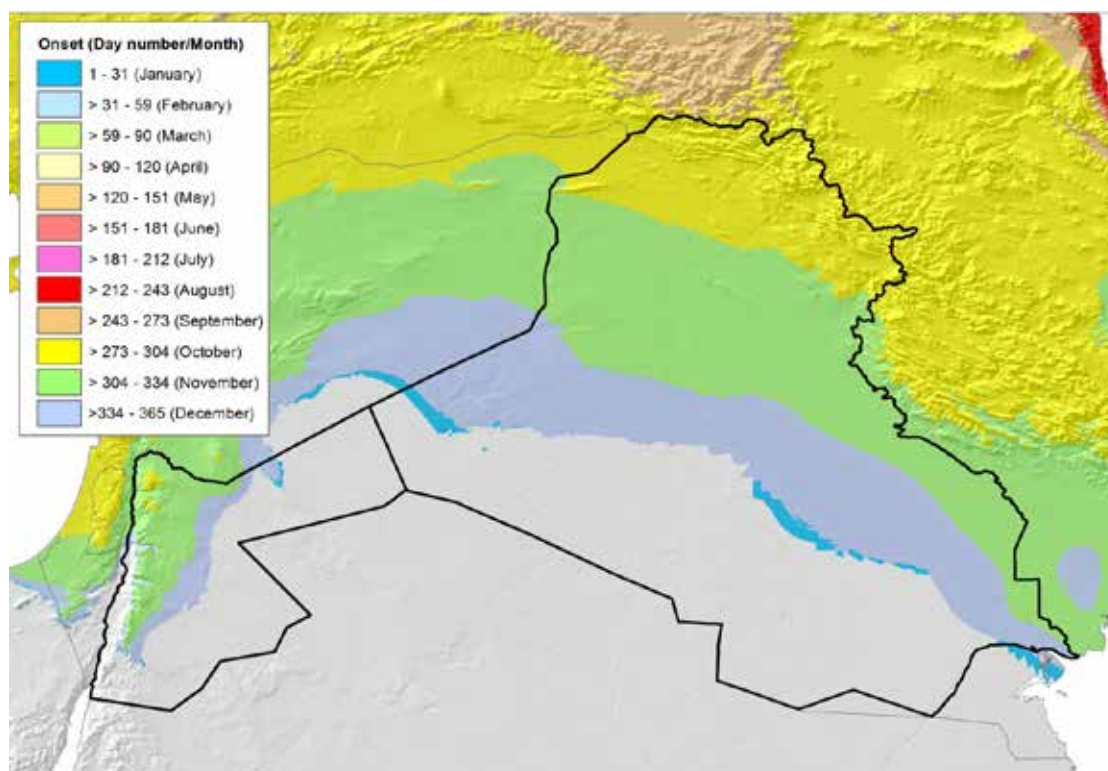 Onset (Day number/Month)
1 - 31 (January)
> 31 - 59 (February)
> 59 - 90 (March)
> 90 - 120 (April)
> 120 - 151 (May)
> 151 - 181 (June)
> 181 - 212 (July)
> 212 - 243 (August)
> 243 - 273 (September)
> 273 - 304 (October)
> 304 - 334 (November)
>334 - 365 (December)